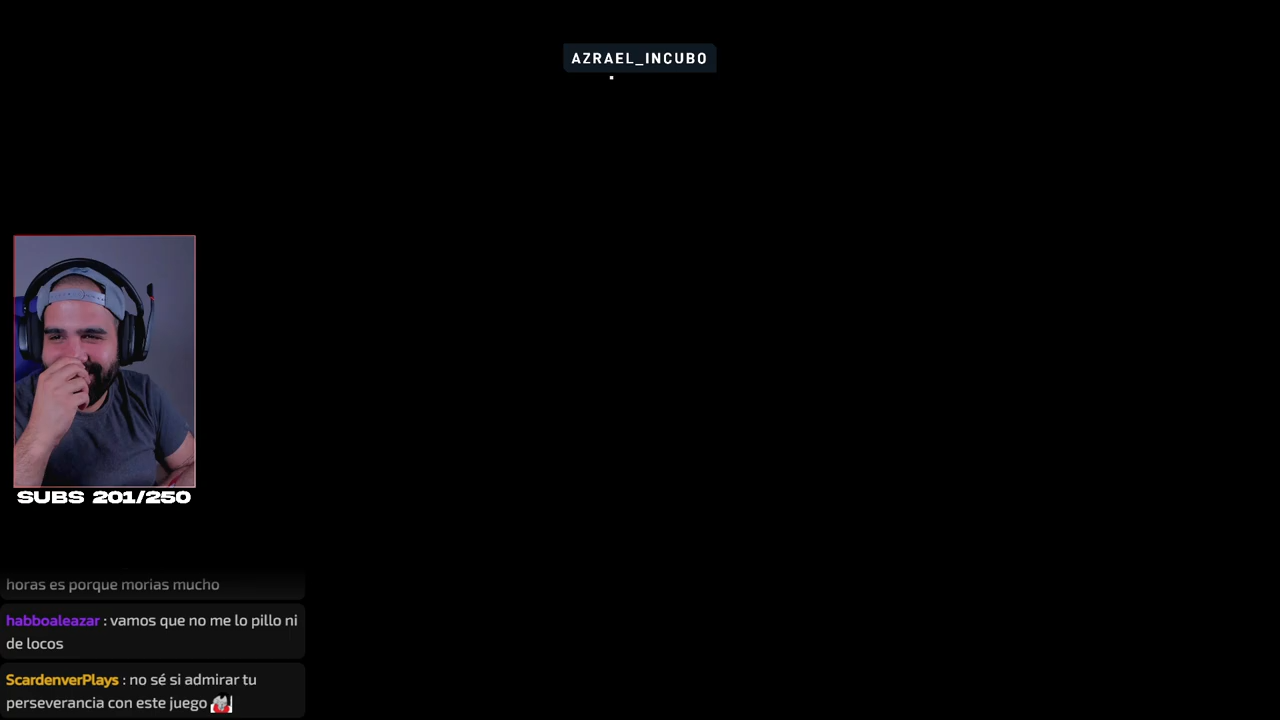 AZRAEL_INCUBO
SUBS 201/250
horas es porque morias mucho
habboaleazar : vamos que no me lo pillo ni
de locos
ScardenverPlays : no sé si admirar tu
perseverancia con este juego